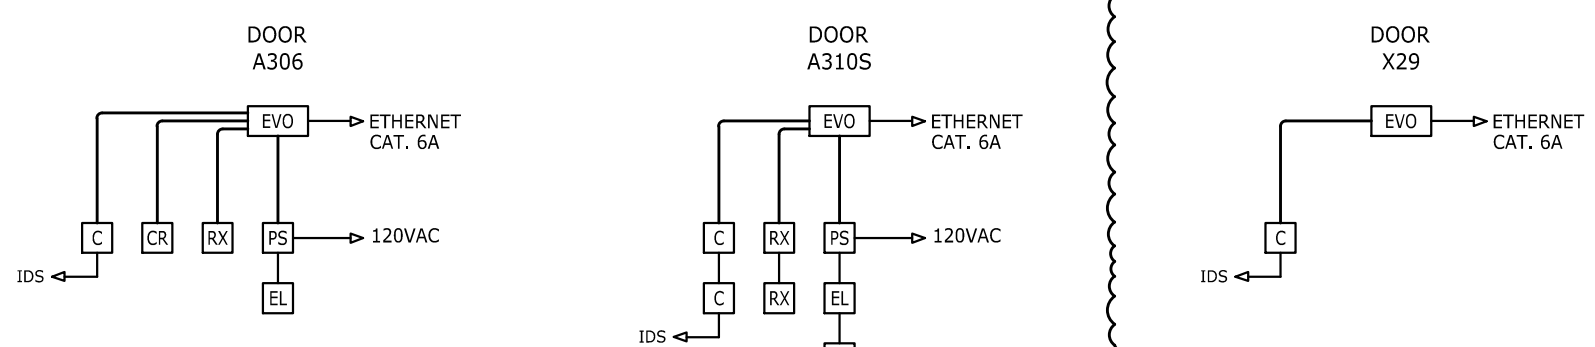 DOOR
A306
EVO
ETHERNET
CAT. 6A
C
CR
RX
PS
120VAC
IDS
EL
DOOR
A310S
EVO
ETHERNET
CAT. 6A
C
RX
PS
120VAC
C
RX
EL
IDS
DOOR
X29
EVO
ETHERNET
CAT. 6A
C
IDS